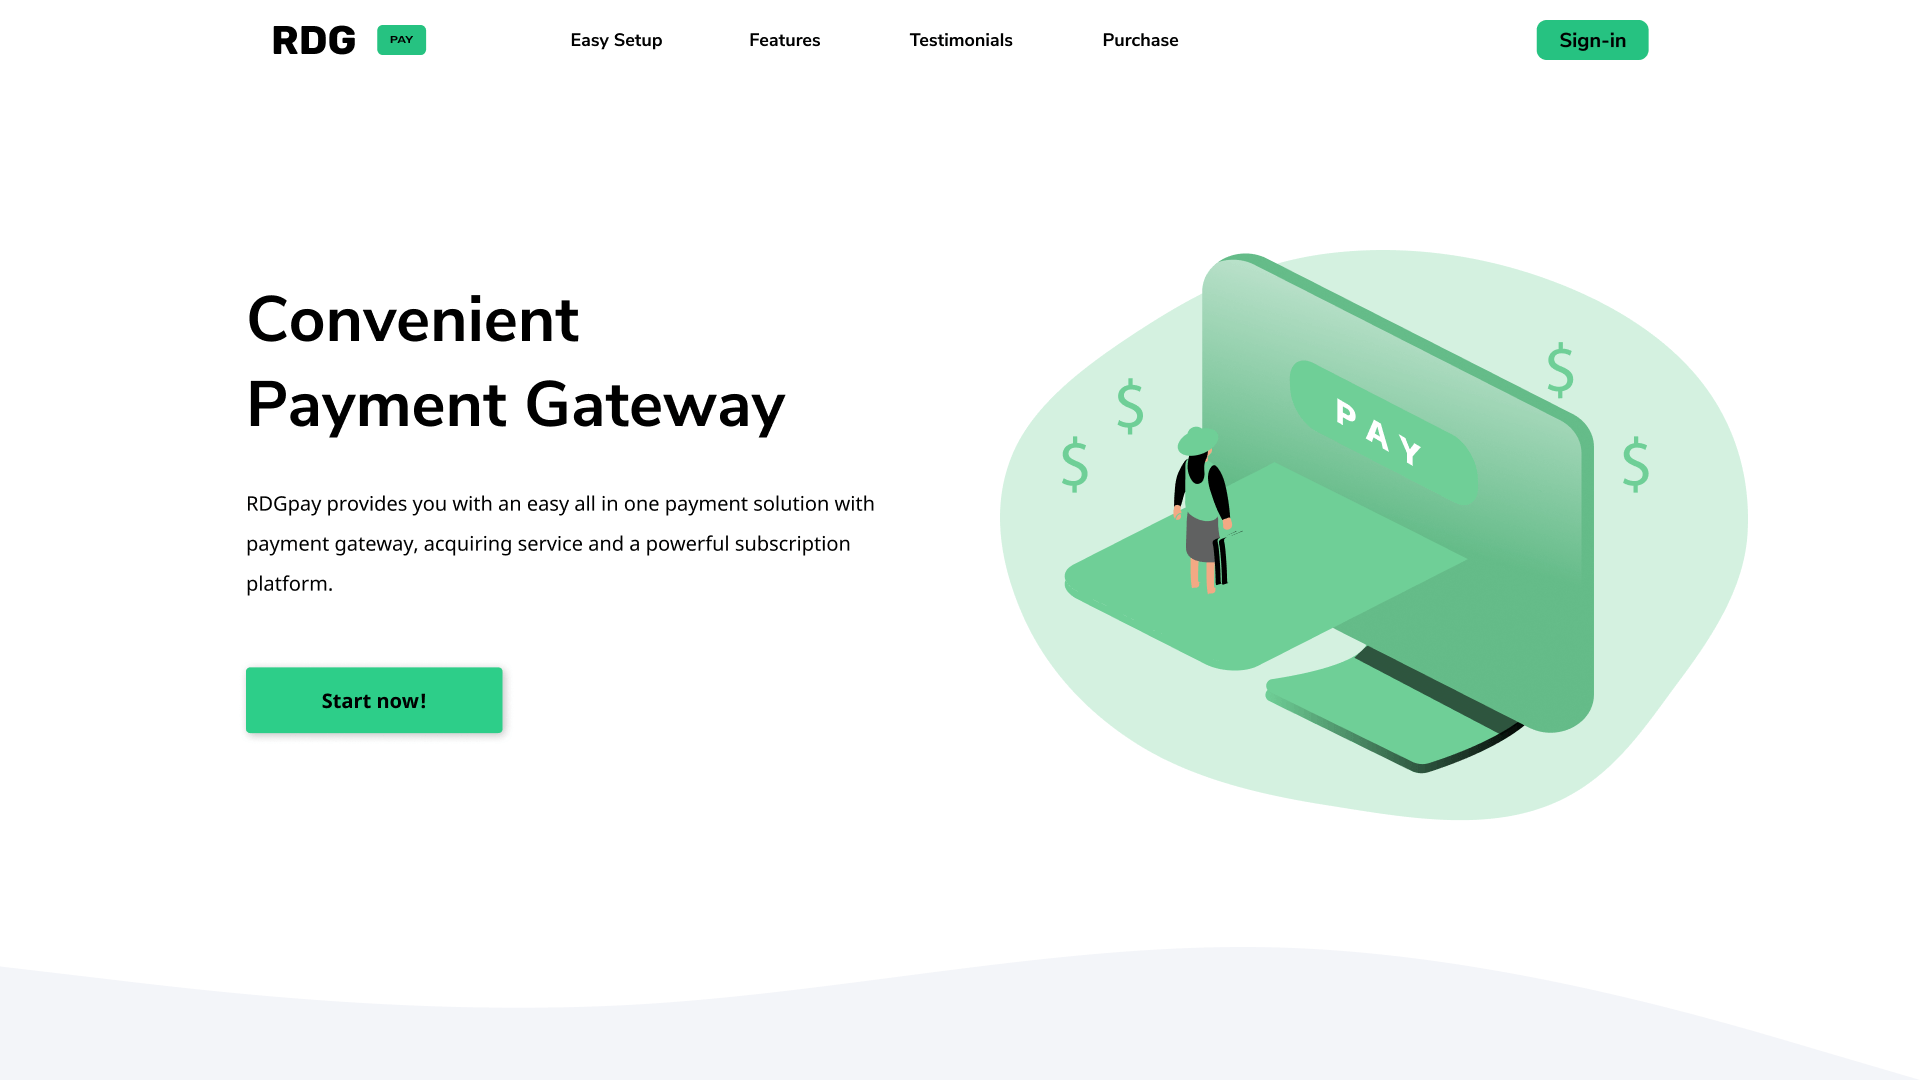 RDG PAY Easy Setup Features Testimonials Purchase Sign-in
Convenient
Payment Gateway
RDGpay provides you with an easy all in one payment solution with
payment gateway, acquiring service and a powerful subscription
platform.
Start now!
$
$
PAY
$
$